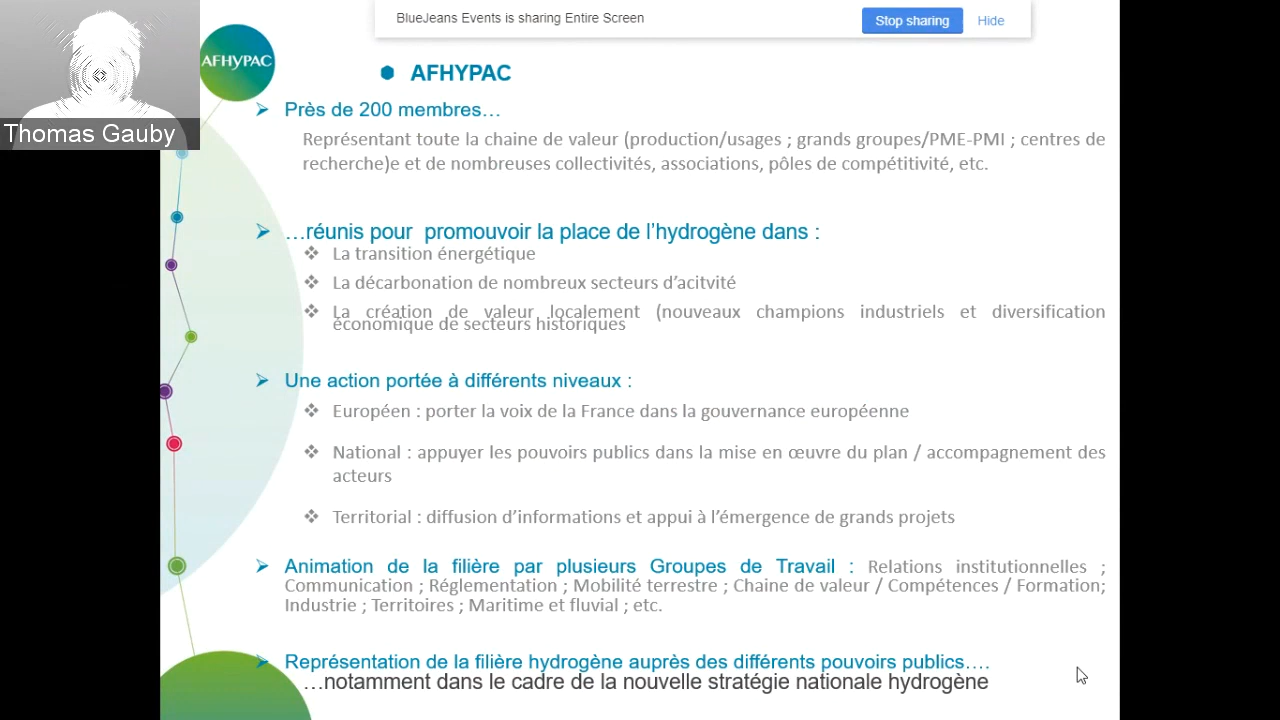 BlueJeans Events is sharing Entire Screen
Stop sharing
Hide
AFHYPAC
AFHYPAC
Thomas Gauby
Près de 200 membres…
Représentant toute la chaine de valeur (production/usages ; grands groupes/PME-PMI ; centres de
recherche)e et de nombreuses collectivités, associations, pôles de compétitivité, etc.
…réunis pour promouvoir la place de l’hydrogène dans :
La transition énergétique
La décarbonation de nombreux secteurs d’acitvité
La création de valeur localement (nouveaux champions industriels et diversification
économique de secteurs historiques
Une action portée à différents niveaux :
Européen : porter la voix de la France dans la gouvernance européenne
National : appuyer les pouvoirs publics dans la mise en œuvre du plan / accompagnement des
acteurs
Territorial : diffusion d’informations et appui à l’émergence de grands projets
Animation de la filière par plusieurs Groupes de Travail : Relations institutionnelles ;
Communication ; Réglementation ; Mobilité terrestre ; Chaine de valeur / Compétences / Formation;
Industrie ; Territoires ; Maritime et fluvial ; etc.
Représentation de la filière hydrogène auprès des différents pouvoirs publics….
…notamment dans le cadre de la nouvelle stratégie nationale hydrogène